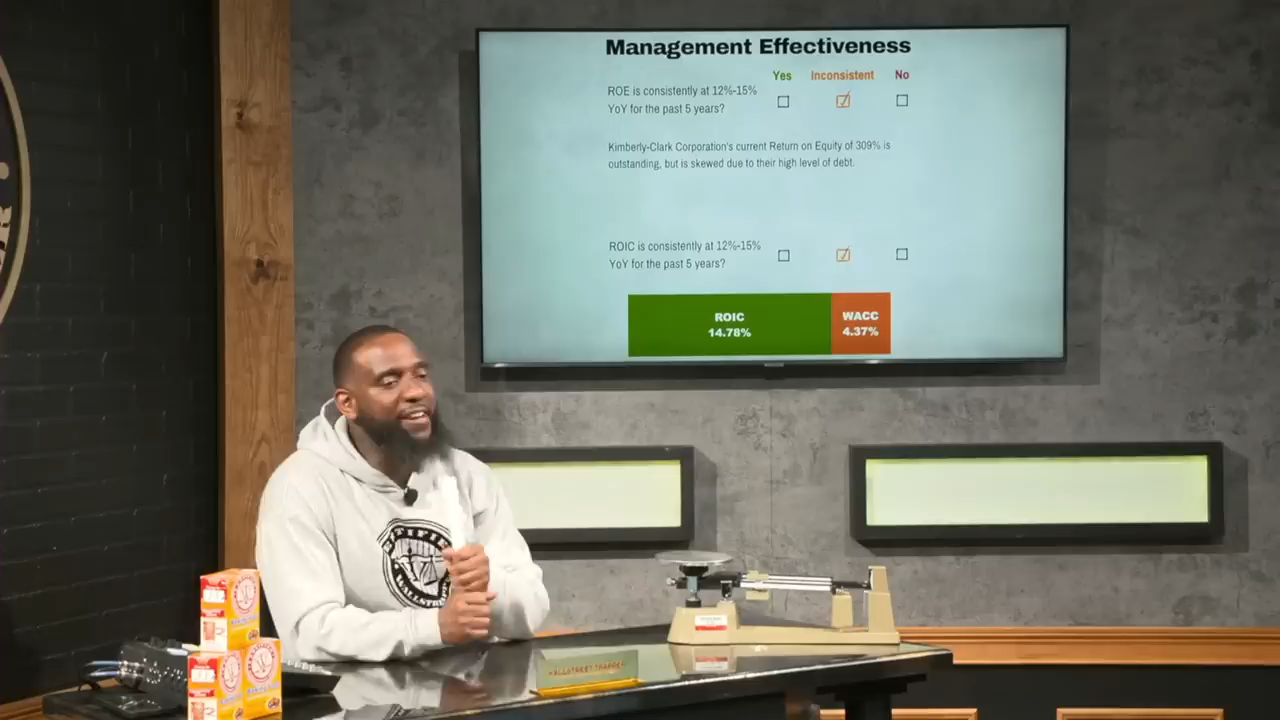 Management Effectiveness
Yes Inconsistent No
ROE is consistently at 12%-15%
YoY for the past 5 years?
Kimberly-Clark Corporation's current Return on Equity of 309% is
outstanding, but is skewed due to their high level of debt.
ROIC is consistently at 12%-15%
YoY for the past 5 years?
ROIC
14.78%
WACC
4.37%
WALLSTREET TRAPPER